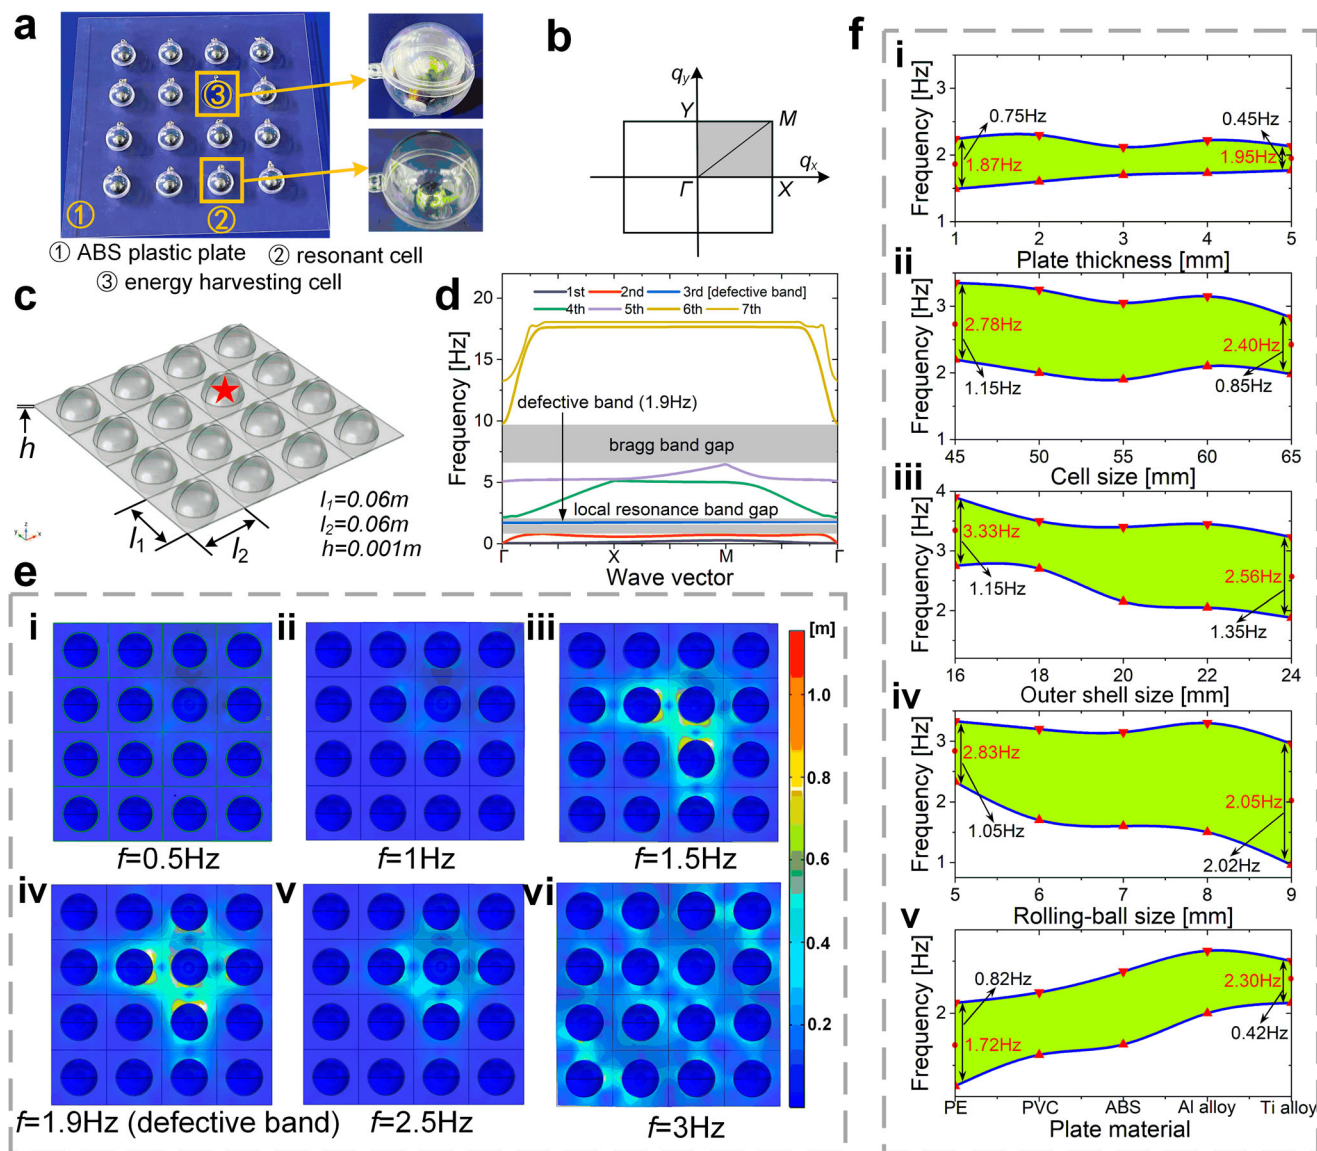 a
③
①
②
① ABS plastic plate ② resonant cell
③ energy harvesting cell
b
qy
Y
M
qx
Γ
X
c
h
l1
l2
l1=0.06m
l2=0.06m
h=0.001m
z
y
x
d
Frequency [Hz]
20
15
10
5
0
1st 2nd 3rd [defective band]
4th 5th 6th 7th
defective band (1.9Hz)
bragg band gap
local resonance band gap
Γ X M Γ
Wave vector
e
i
f=0.5Hz
ii
f=1Hz
iii
f=1.5Hz
[m]
1.0
0.8
0.6
0.4
0.2
iv
f=1.9Hz (defective band)
v
f=2.5Hz
vi
f=3Hz
f
i
Frequency [Hz]
3
2
1
0.75Hz
1.87Hz
0.45Hz
1.95Hz
1 2 3 4 5
Plate thickness [mm]
ii
Frequency [Hz]
3
2
1
2.78Hz
1.15Hz
2.40Hz
0.85Hz
45 50 55 60 65
Cell size [mm]
iii
Frequency [Hz]
4
3
2
3.33Hz
1.15Hz
2.56Hz
1.35Hz
16 18 20 22 24
Outer shell size [mm]
iv
Frequency [Hz]
3
2
1
2.83Hz
1.05Hz
2.05Hz
2.02Hz
5 6 7 8 9
Rolling-ball size [mm]
v
Frequency [Hz]
2
0.82Hz
1.72Hz
2.30Hz
0.42Hz
PE PVC ABS Al alloy Ti alloy
Plate material